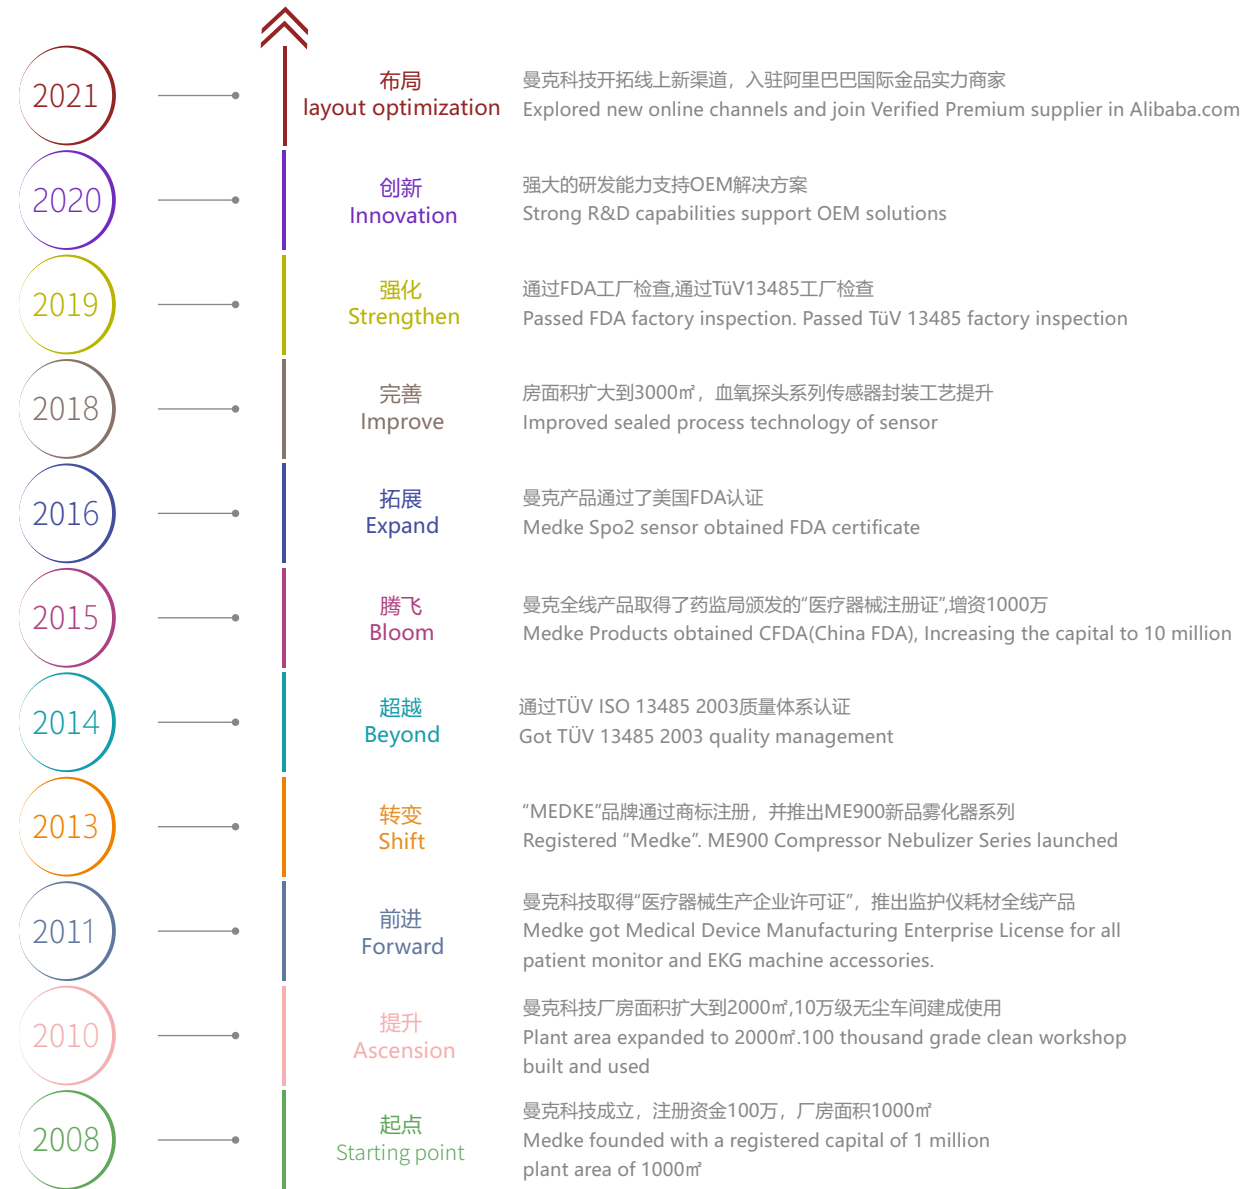 2021
布局
layout optimization
曼克科技开拓线上新渠道，入驻阿里巴巴国际金品实力商家
Explored new online channels and join Verified Premium supplier in Alibaba.com
2020
创新
Innovation
强大的研发能力支持OEM解决方案
Strong R&D capabilities support OEM solutions
2019
强化
Strengthen
通过FDA工厂检查,通过TüV13485工厂检查
Passed FDA factory inspection. Passed TüV 13485 factory inspection
2018
完善
Improve
房面积扩大到3000㎡，血氧探头系列传感器封装工艺提升
Improved sealed process technology of sensor
2016
拓展
Expand
曼克产品通过了美国FDA认证
Medke Spo2 sensor obtained FDA certificate
2015
腾飞
Bloom
曼克全线产品取得了药监局颁发的“医疗器械注册证”,增资1000万
Medke Products obtained CFDA(China FDA), Increasing the capital to 10 million
2014
超越
Beyond
通过TÜV ISO 13485 2003质量体系认证
Got TÜV 13485 2003 quality management
2013
转变
Shift
“MEDKE”品牌通过商标注册，并推出ME900新品雾化器系列
Registered “Medke”. ME900 Compressor Nebulizer Series launched
2011
前进
Forward
曼克科技取得“医疗器械生产企业许可证”，推出监护仪耗材全线产品
Medke got Medical Device Manufacturing Enterprise License for all
patient monitor and EKG machine accessories.
2010
提升
Ascension
曼克科技厂房面积扩大到2000㎡,10万级无尘车间建成使用
Plant area expanded to 2000㎡.100 thousand grade clean workshop
built and used
2008
起点
Starting point
曼克科技成立，注册资金100万，厂房面积1000㎡
Medke founded with a registered capital of 1 million
plant area of 1000㎡